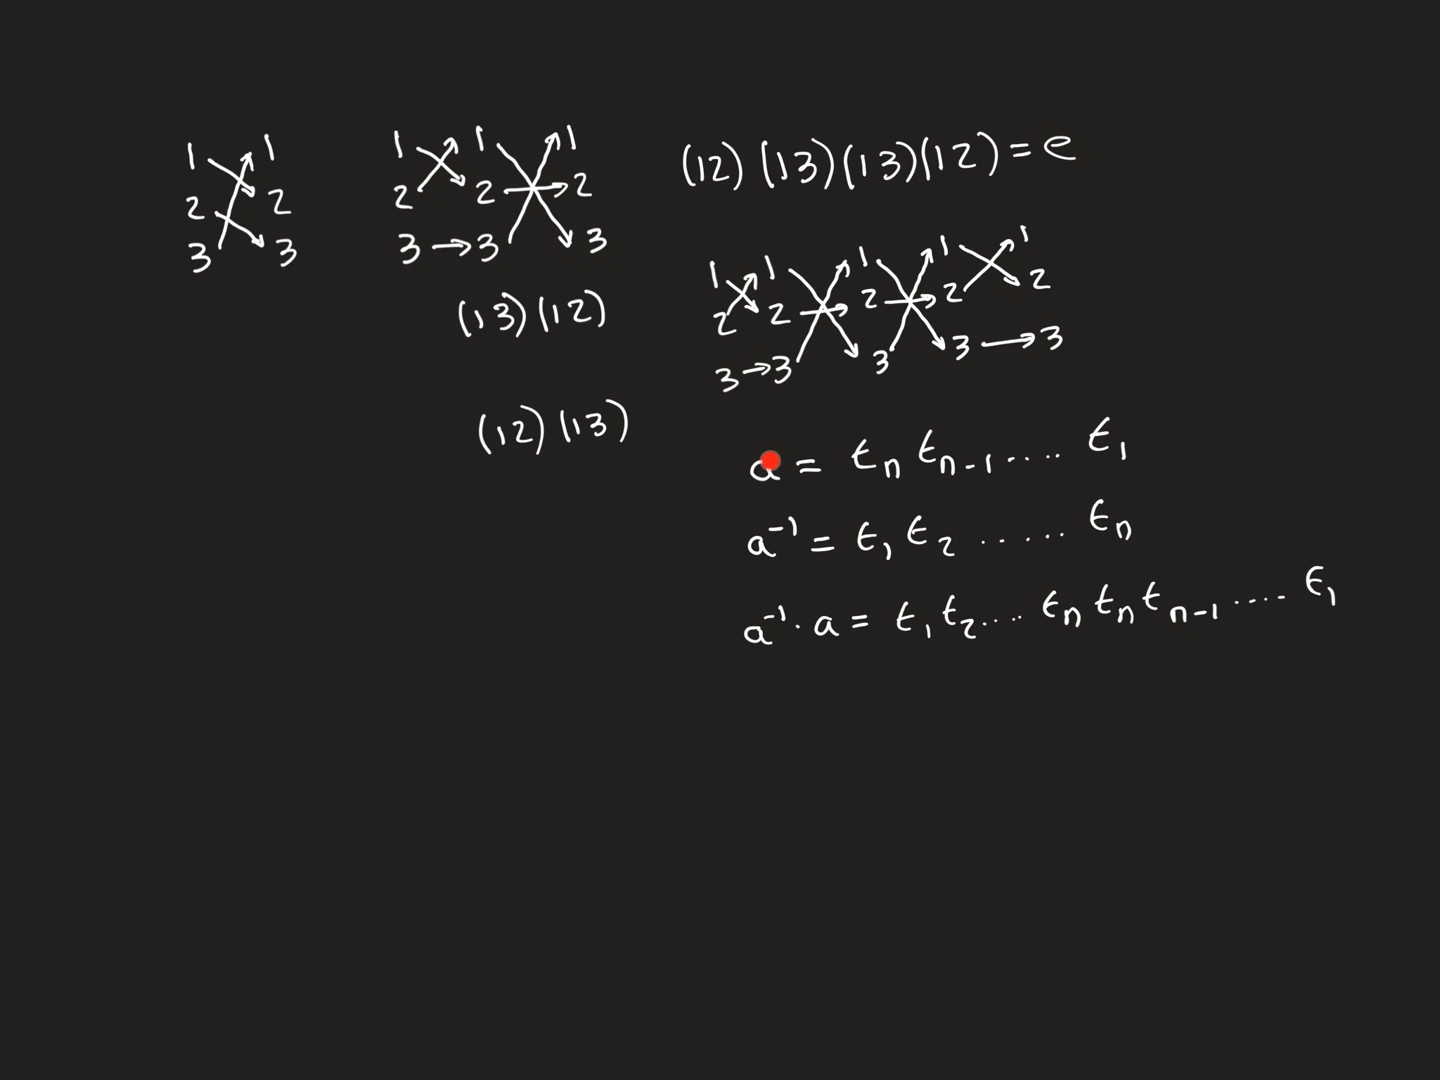 1 1
2 2
3 3
1 1 1
2 2 2
3 → 3 3
(13)(12)
(12)(13)
(12)(13)(13)(12) = e
1 1 1 1 1
2 2 2 2 2
3 → 3 3 3 → 3
a = t_n t_{n-1} .... t_1
a^{-1} = t_1 t_2 ..... t_n
a^{-1} · a = t_1 t_2 .... t_n t_n t_{n-1} .... t_1